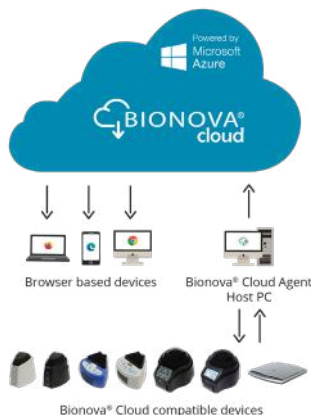 Powered by
Microsoft
Azure
BIONOVA®
cloud
Browser based devices
Bionova® Cloud Agent
Host PC
Bionova® Cloud compatible devices